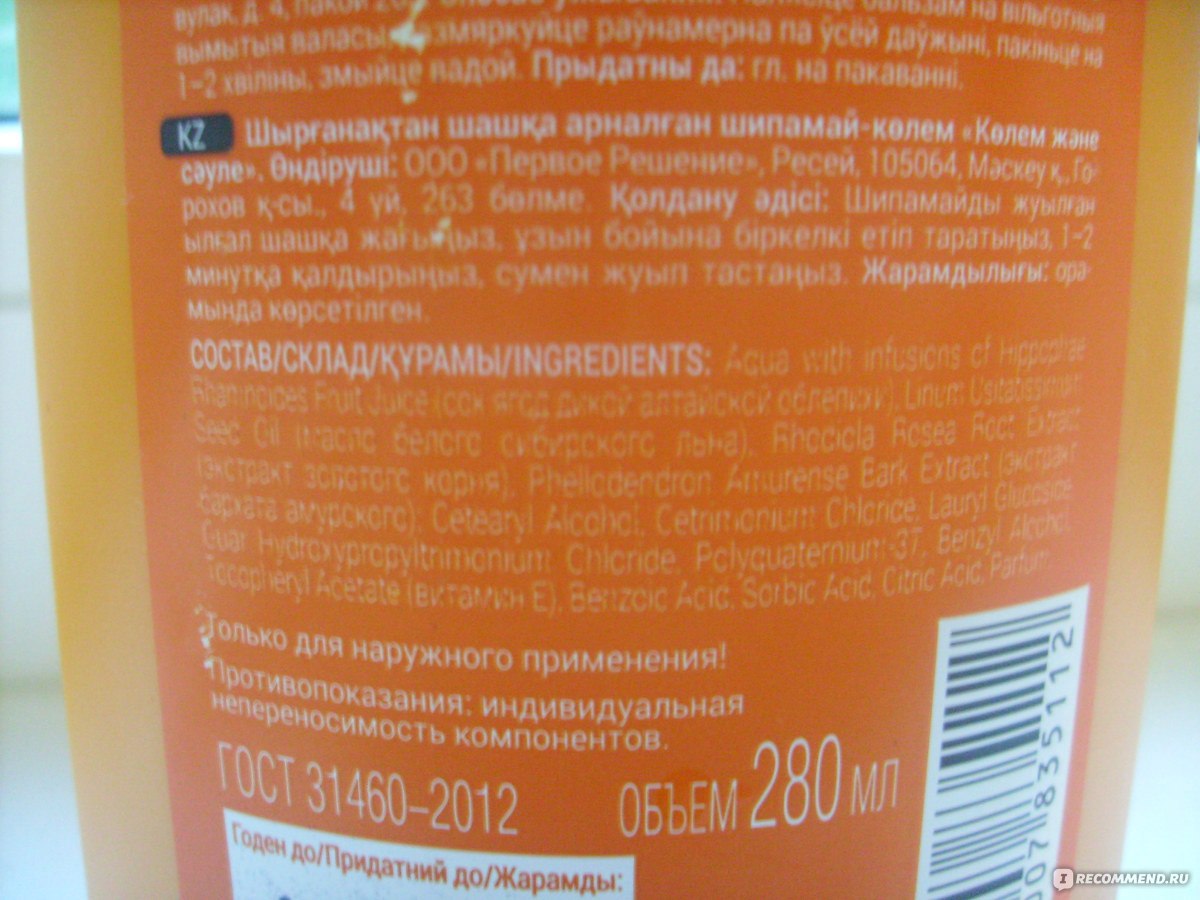 вулак, д. 4, пакой 26
вымытыя валасы змяркуйце раўнамерна па ўсёй даўжыні, пакіньце на
1–2 хвіліны, змыйце вадой. Прыдатны да: гл. на пакаванні.
KZ Шырғанақтан шашқа арналған шипамай-көлем «Көлем және
сәуле». Өндіруші: ООО «Первое Решение», Ресей, 105064, Мәскеу қ., Го-
рохов қ-сы., 4 үй, 263 бөлме. Қолдану әдісі: Шипамайды жуылған
ылғал шашқа жағыңыз, ұзын бойына біркелкі етіп таратыңыз, 1–2
минутқа қалдырыңыз, сумен жуып тастаңыз. Жарамдылығы: ора-
мында көрсетілген.
СОСТАВ/СКЛАД/ҚҰРАМЫ/INGREDIENTS: Aqua with infusions of Hippophae
Rhamnoides Fruit Juice (сок ягод дикой алтайской облепихи), Linum Usitatissimum
Seed Oil (масло белого сибирского льна), Rhodiola Rosea Root Extract
(экстракт золотого корня), Phellodendron Amurense Bark Extract (экстракт
бархата амурского), Cetearyl Alcohol, Cetrimonium Chloride, Lauryl Glucoside,
Guar Hydroxypropyltrimonium Chloride, Polyquaternium-37, Benzyl Alcohol,
Tocopheryl Acetate (витамин Е), Benzoic Acid, Sorbic Acid, Citric Acid, Parfum.
Только для наружного применения!
Противопоказания: индивидуальная
непереносимость компонентов.
ГОСТ 31460–2012 ОБЪЕМ 280 МЛ
Годен до/Придатний до/Жарамды:
007835112
IRECOMMEND.RU